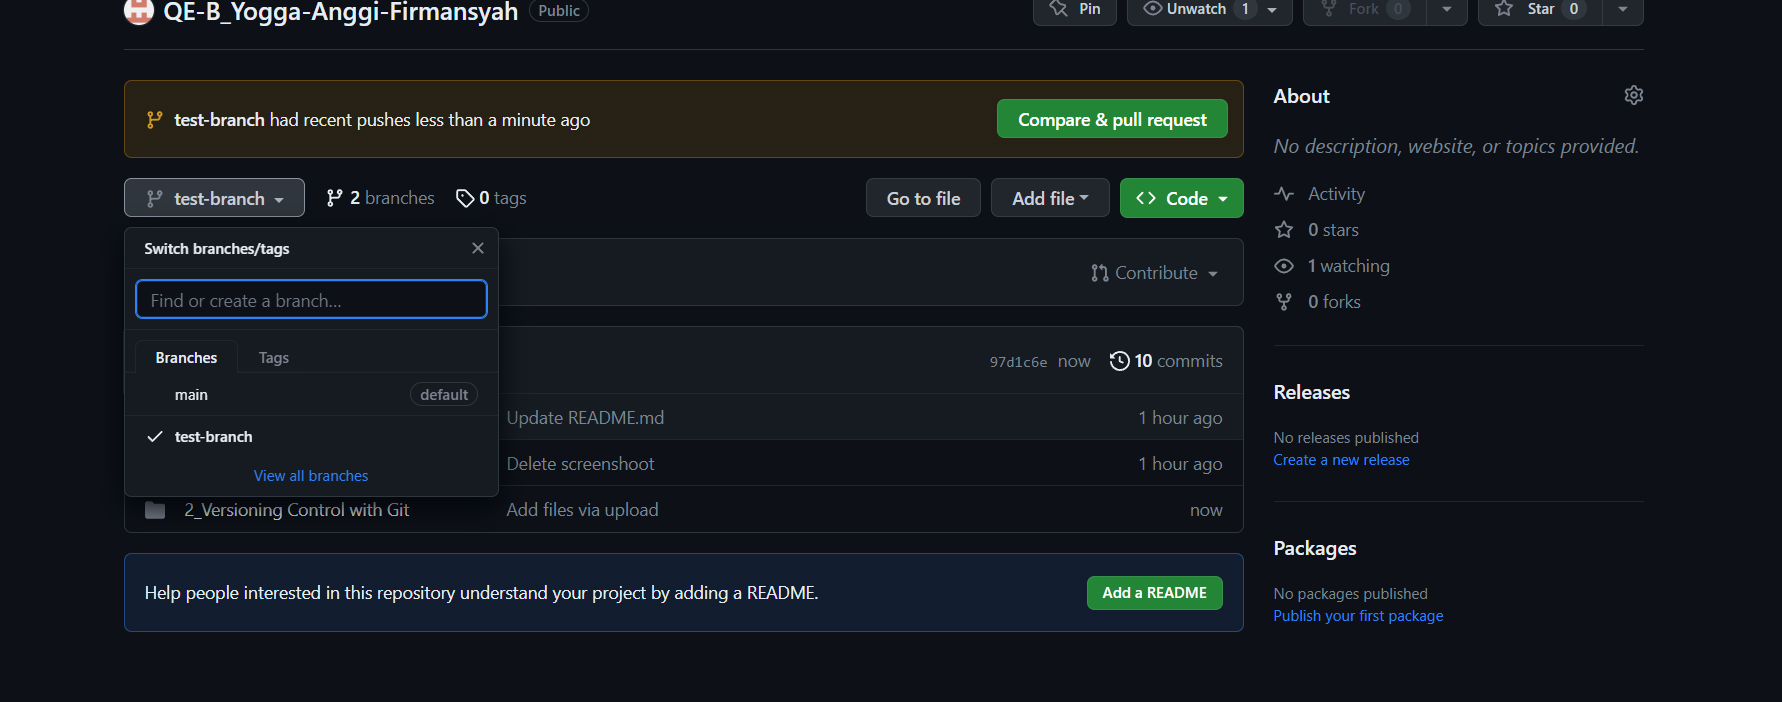 QE-B_Yogga-Anggi-Firmansyah Public
Pin
Unwatch 1
Fork 0
Star 0
test-branch had recent pushes less than a minute ago
Compare & pull request
test-branch
2 branches
0 tags
Go to file
Add file
Code
Switch branches/tags
Find or create a branch...
Branches
Tags
main default
test-branch
View all branches
Contribute
97d1c6e now 10 commits
Update README.md 1 hour ago
Delete screenshoot 1 hour ago
2_Versioning Control with Git Add files via upload now
Help people interested in this repository understand your project by adding a README.
Add a README
About
No description, website, or topics provided.
Activity
0 stars
1 watching
0 forks
Releases
No releases published
Create a new release
Packages
No packages published
Publish your first package